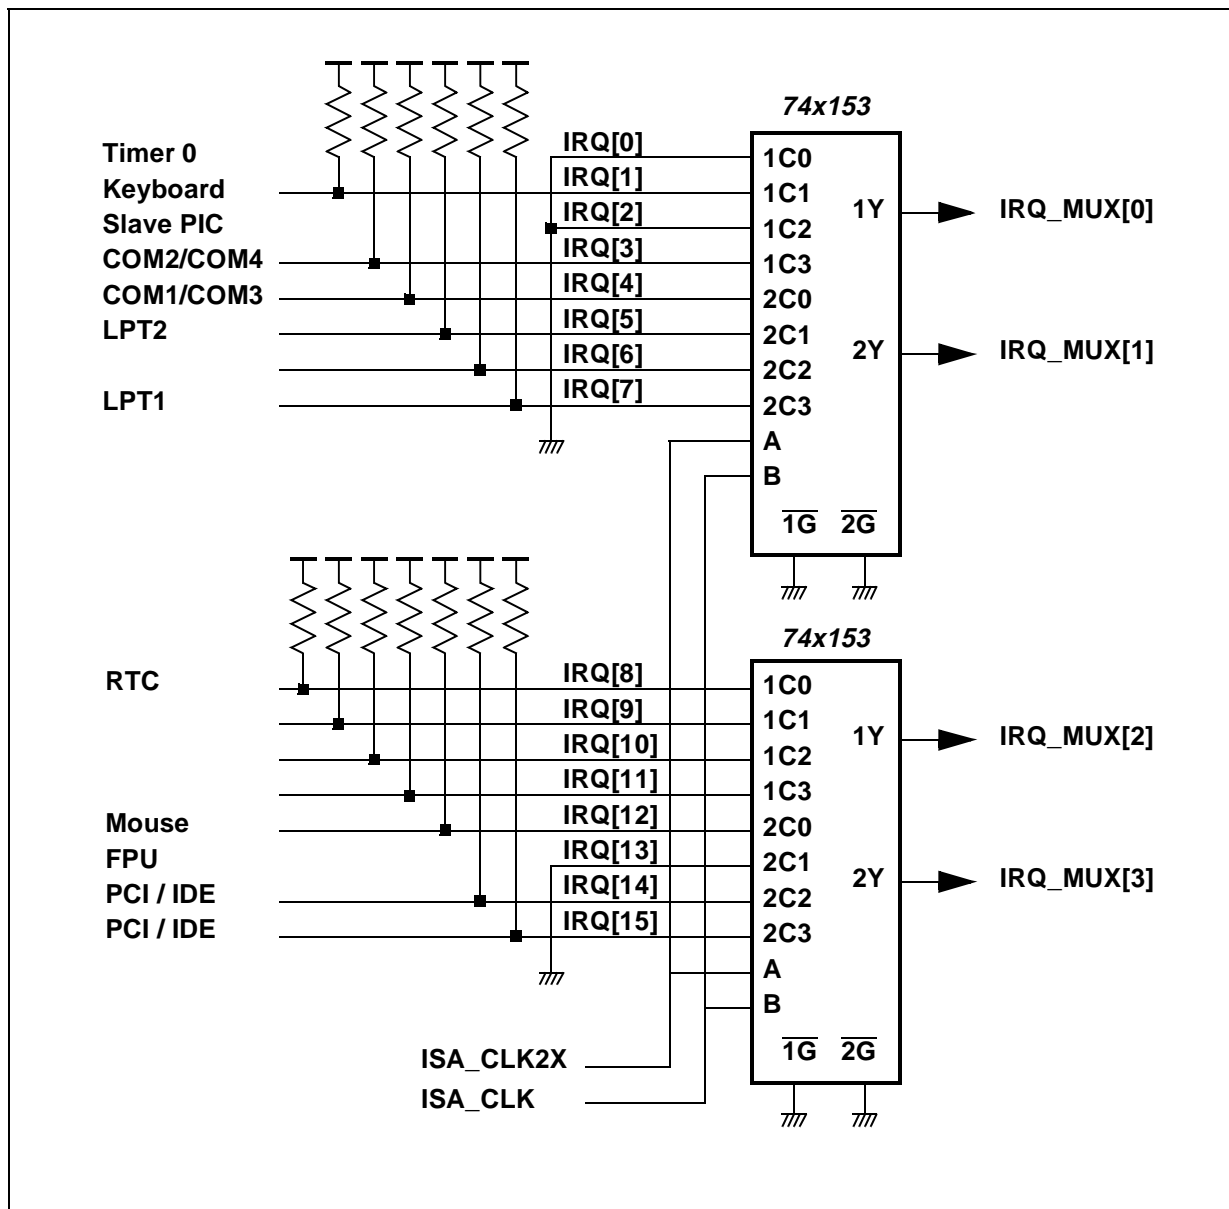 74x153
Timer 0 IRQ[0] 1C0
Keyboard IRQ[1] 1C1
1Y IRQ_MUX[0]
Slave PIC IRQ[2] 1C2
COM2/COM4 IRQ[3] 1C3
COM1/COM3 IRQ[4] 2C0
LPT2 IRQ[5] 2C1
2Y IRQ_MUX[1]
IRQ[6] 2C2
LPT1 IRQ[7] 2C3
A
B
1G 2G
74x153
RTC IRQ[8] 1C0
IRQ[9] 1C1
1Y IRQ_MUX[2]
IRQ[10] 1C2
IRQ[11] 1C3
Mouse IRQ[12] 2C0
FPU IRQ[13] 2C1
2Y IRQ_MUX[3]
PCI / IDE IRQ[14] 2C2
PCI / IDE IRQ[15] 2C3
A
B
1G 2G
ISA_CLK2X
ISA_CLK